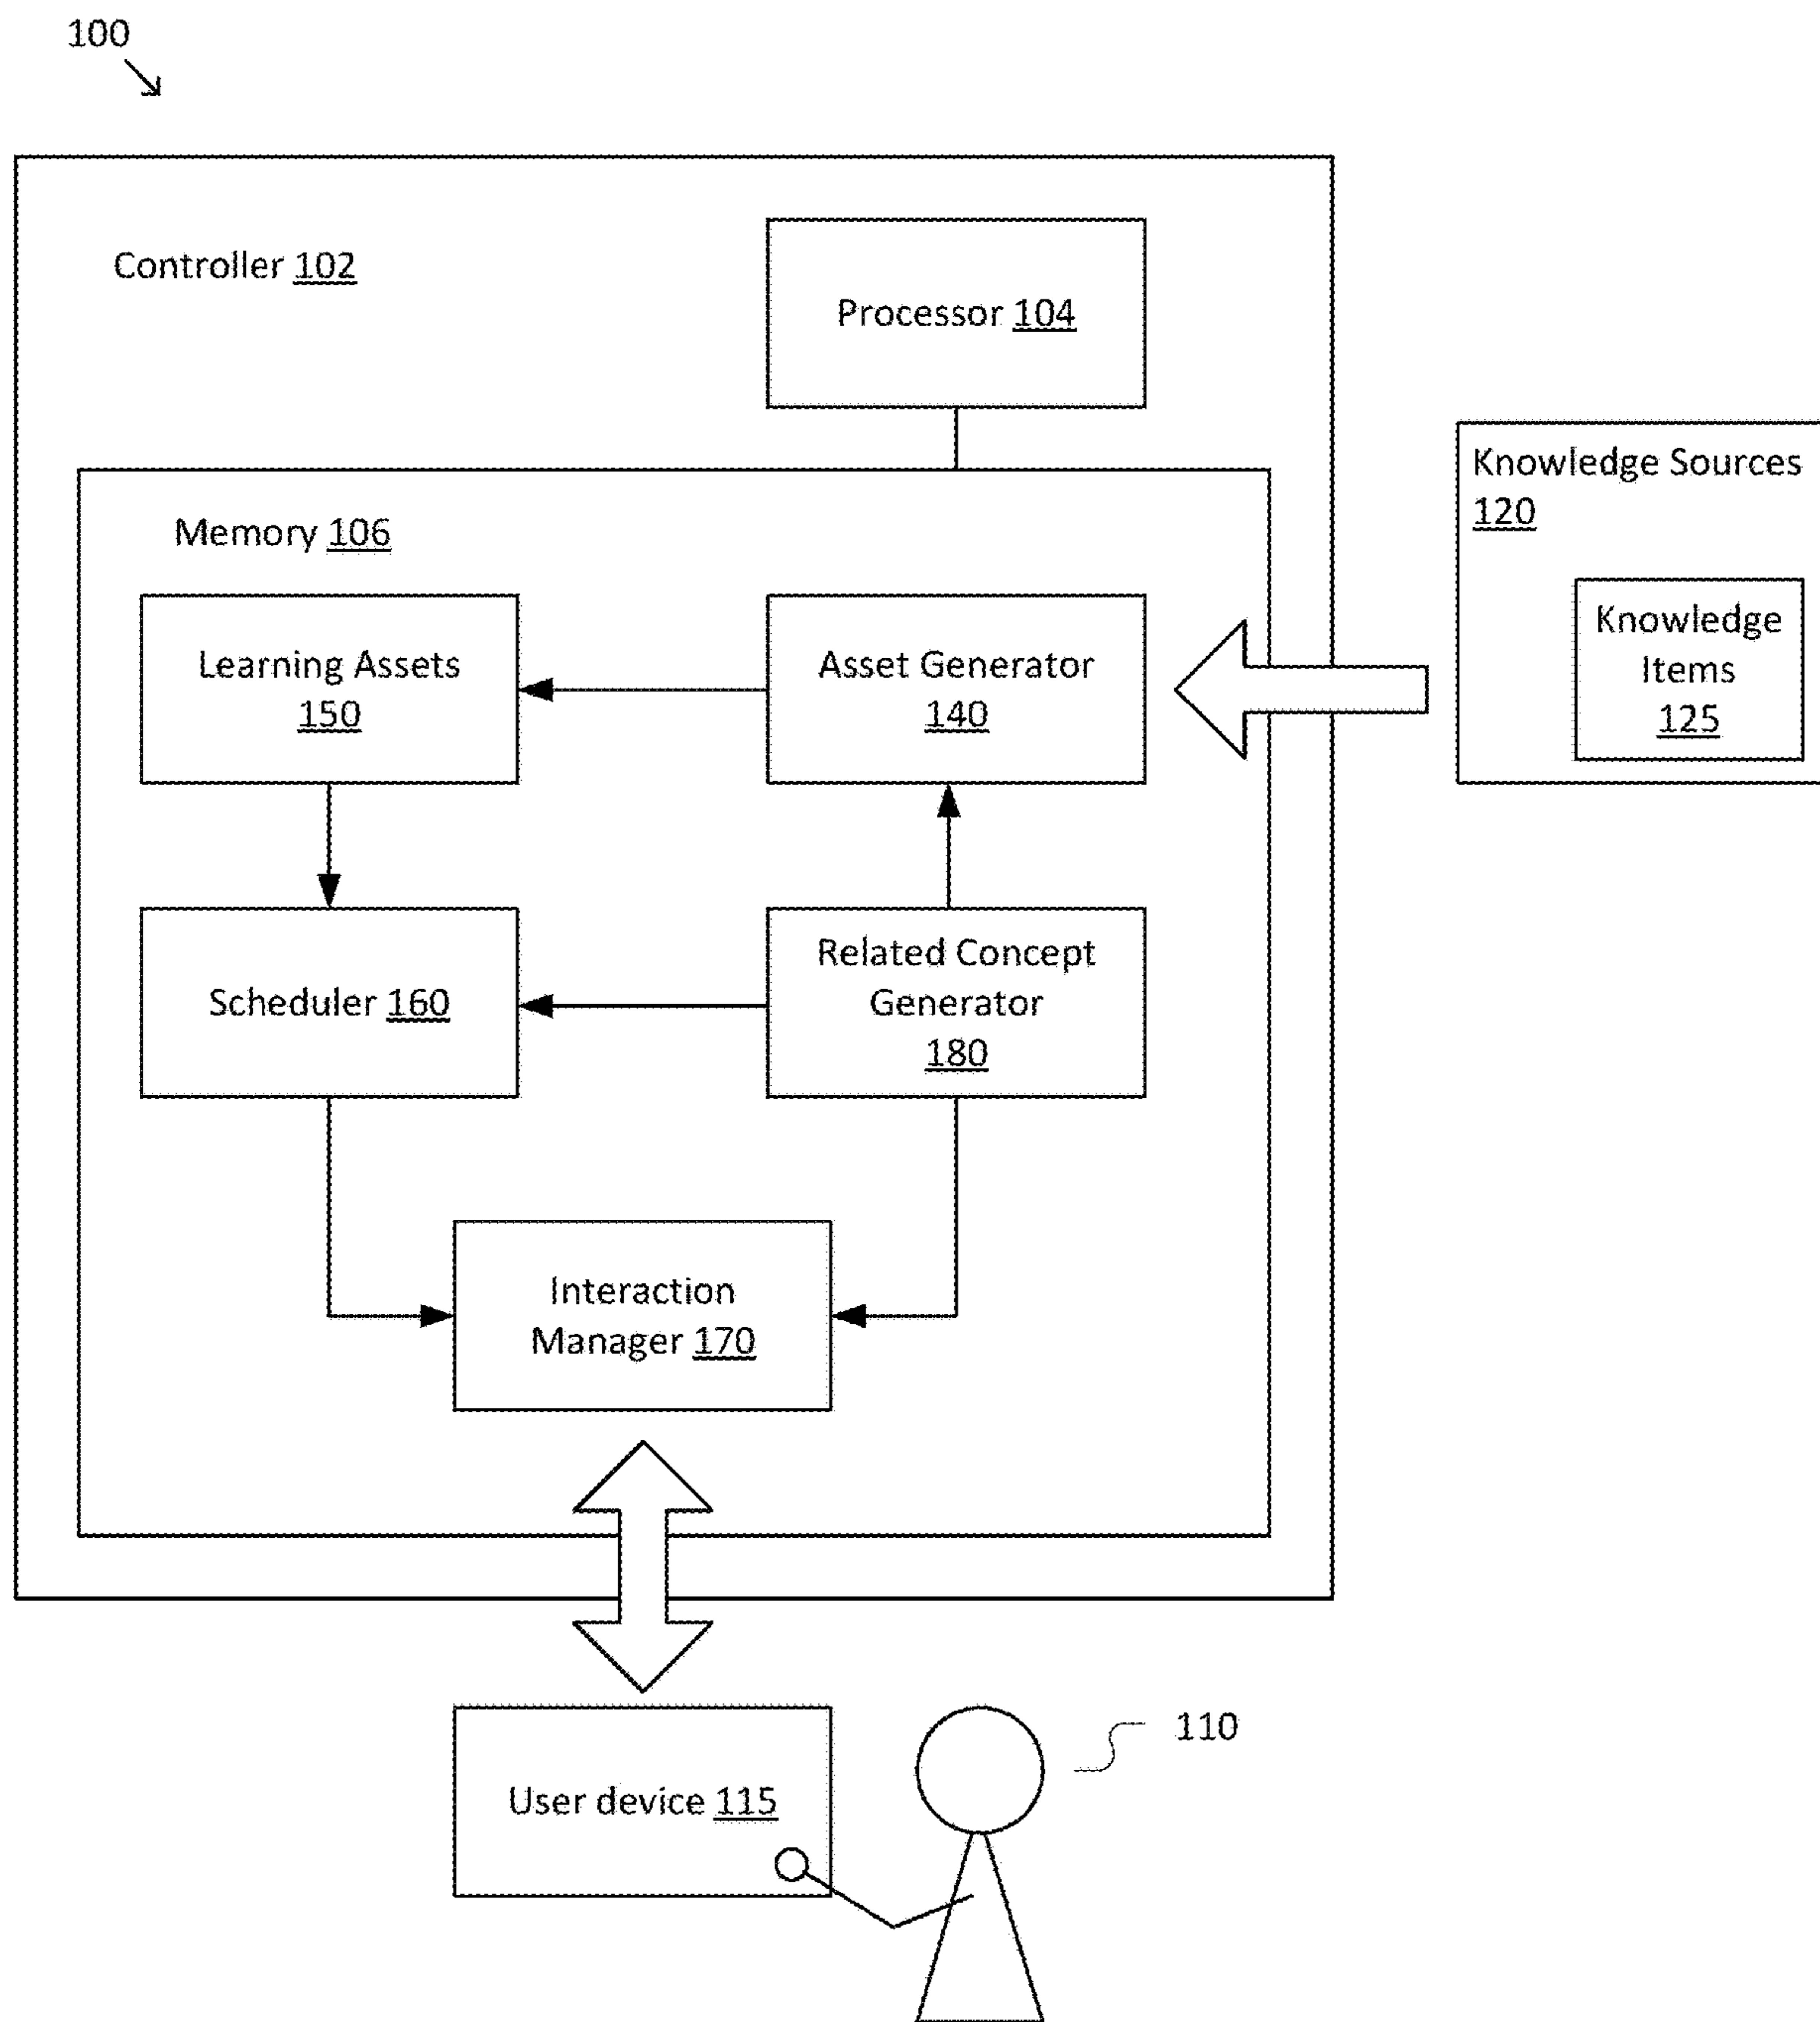 100
Controller 102
Processor 104
Knowledge Sources
120
Knowledge
Items
125
Memory 106
Learning Assets
150
Asset Generator
140
Scheduler 160
Related Concept
Generator
180
Interaction
Manager 170
User device 115
110